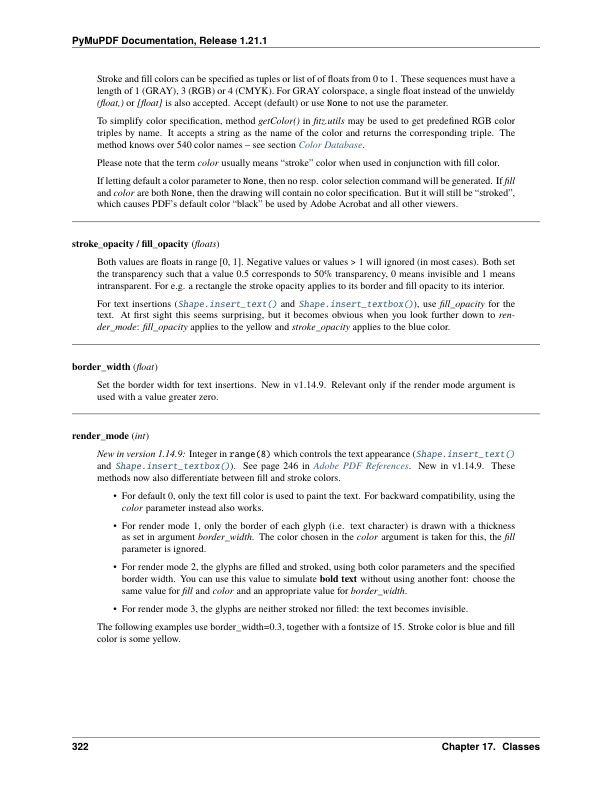 PyMuPDF Documentation, Release 1.21.1
Stroke and fill colors can be specified as tuples or list of of floats from 0 to 1. These sequences must have a
length of 1 (GRAY), 3 (RGB) or 4 (CMYK). For GRAY colorspace, a single float instead of the unwieldy
(float,) or [float] is also accepted. Accept (default) or use None to not use the parameter.
To simplify color specification, method getColor() in fitz.utils may be used to get predefined RGB color
triples by name. It accepts a string as the name of the color and returns the corresponding triple. The
method knows over 540 color names – see section Color Database.
Please note that the term color usually means “stroke” color when used in conjunction with fill color.
If letting default a color parameter to None, then no resp. color selection command will be generated. If fill
and color are both None, then the drawing will contain no color specification. But it will still be “stroked”,
which causes PDF’s default color “black” be used by Adobe Acrobat and all other viewers.
stroke_opacity / fill_opacity (floats)
Both values are floats in range [0, 1]. Negative values or values > 1 will ignored (in most cases). Both set
the transparency such that a value 0.5 corresponds to 50% transparency, 0 means invisible and 1 means
intransparent. For e.g. a rectangle the stroke opacity applies to its border and fill opacity to its interior.
For text insertions (Shape.insert_text() and Shape.insert_textbox()), use fill_opacity for the
text. At first sight this seems surprising, but it becomes obvious when you look further down to ren-
der_mode: fill_opacity applies to the yellow and stroke_opacity applies to the blue color.
border_width (float)
Set the border width for text insertions. New in v1.14.9. Relevant only if the render mode argument is
used with a value greater zero.
render_mode (int)
New in version 1.14.9: Integer in range(8) which controls the text appearance (Shape.insert_text()
and Shape.insert_textbox()). See page 246 in Adobe PDF References. New in v1.14.9. These
methods now also differentiate between fill and stroke colors.
• For default 0, only the text fill color is used to paint the text. For backward compatibility, using the
color parameter instead also works.
• For render mode 1, only the border of each glyph (i.e. text character) is drawn with a thickness
as set in argument border_width. The color chosen in the color argument is taken for this, the fill
parameter is ignored.
• For render mode 2, the glyphs are filled and stroked, using both color parameters and the specified
border width. You can use this value to simulate bold text without using another font: choose the
same value for fill and color and an appropriate value for border_width.
• For render mode 3, the glyphs are neither stroked nor filled: the text becomes invisible.
The following examples use border_width=0.3, together with a fontsize of 15. Stroke color is blue and fill
color is some yellow.
322
Chapter 17. Classes